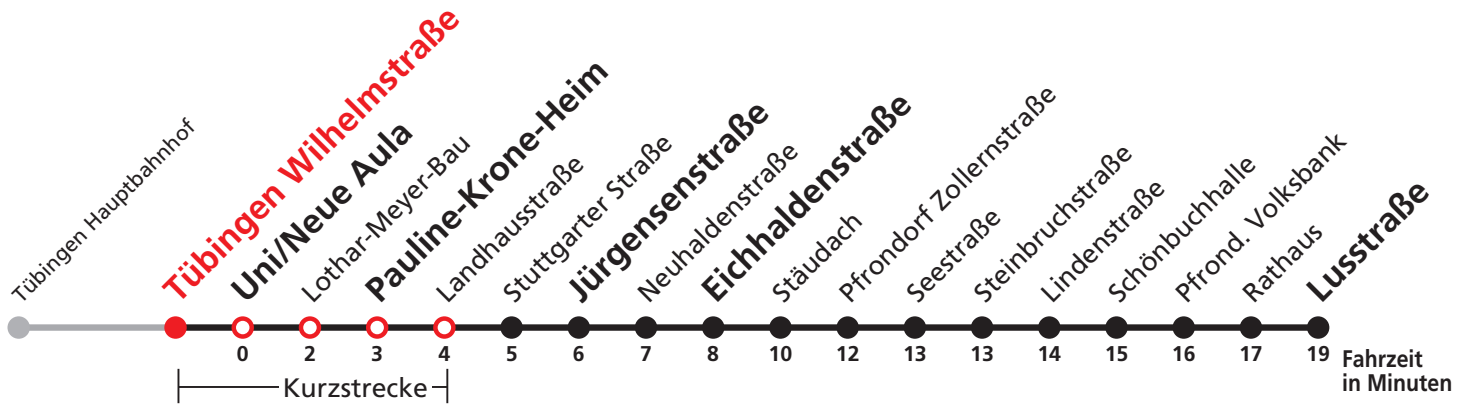 Tübingen Hauptbahnhof
Tübingen Wilhelmstraße
Uni/Neue Aula
Lothar-Meyer-Bau
Pauline-Krone-Heim
Landhausstraße
Stuttgarter Straße
Jürgensenstraße
Neuhaldenstraße
Eichhaldenstraße
Stäudach
Pfrondorf Zollernstraße
Seestraße
Steinbruchstraße
Lindenstraße
Schönbuchhalle
Pfrond. Volksbank
Rathaus
Lusstraße
0 2 3 4 5 6 7 8 10 12 13 13 14 15 16 17 19
Fahrzeit
in Minuten
Kurzstrecke